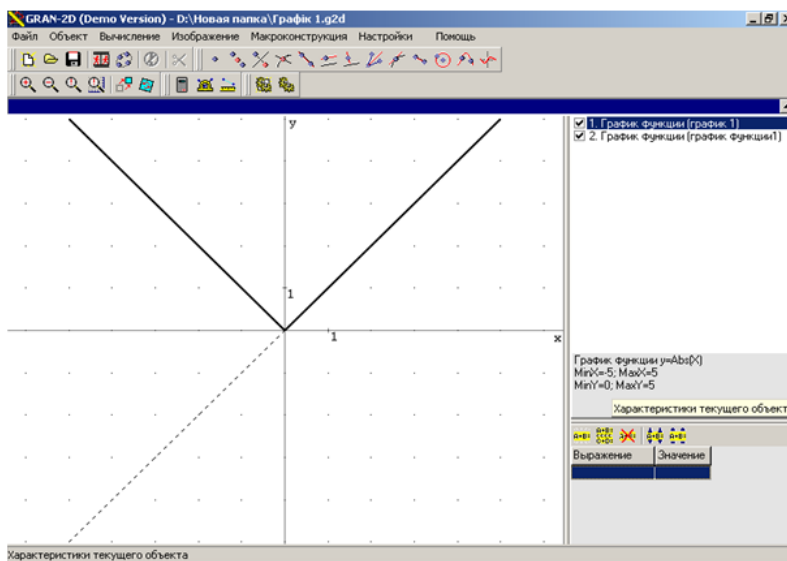 GRAN-2D (Demo Version) - D:\Новая папка\Графік 1.g2d
Файл Объект Вычисление Изображение Макроконструкция Настройки Помощь
1. График функции (график 1)
2. График функции (график функции1)
y
1
1
x
График функции y=Abs(X)
MinX=-5; MaxX=5
MinY=0; MaxY=5
Характеристики текущего объект
Выражение Значение
Характеристики текущего объекта